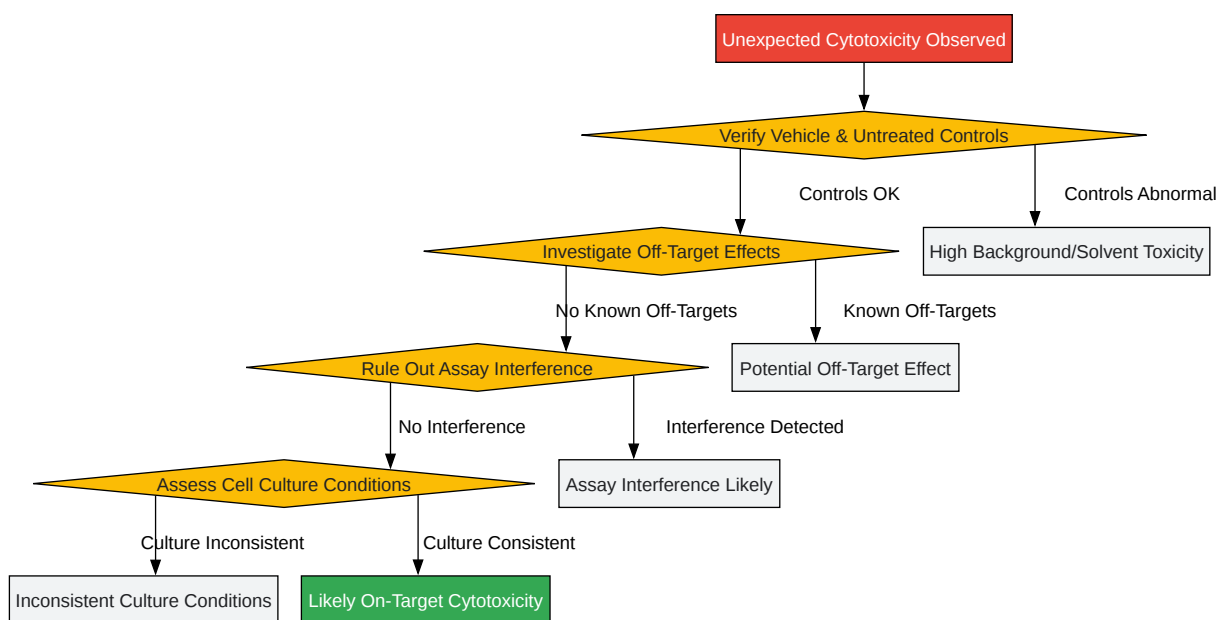 Unexpected Cytotoxicity Observed
Verify Vehicle & Untreated Controls
Controls OK
Controls Abnormal
Investigate Off-Target Effects
High Background/Solvent Toxicity
No Known Off-Targets
Known Off-Targets
Rule Out Assay Interference
Potential Off-Target Effect
No Interference
Interference Detected
Assess Cell Culture Conditions
Assay Interference Likely
Culture Inconsistent
Culture Consistent
Inconsistent Culture Conditions
Likely On-Target Cytotoxicity